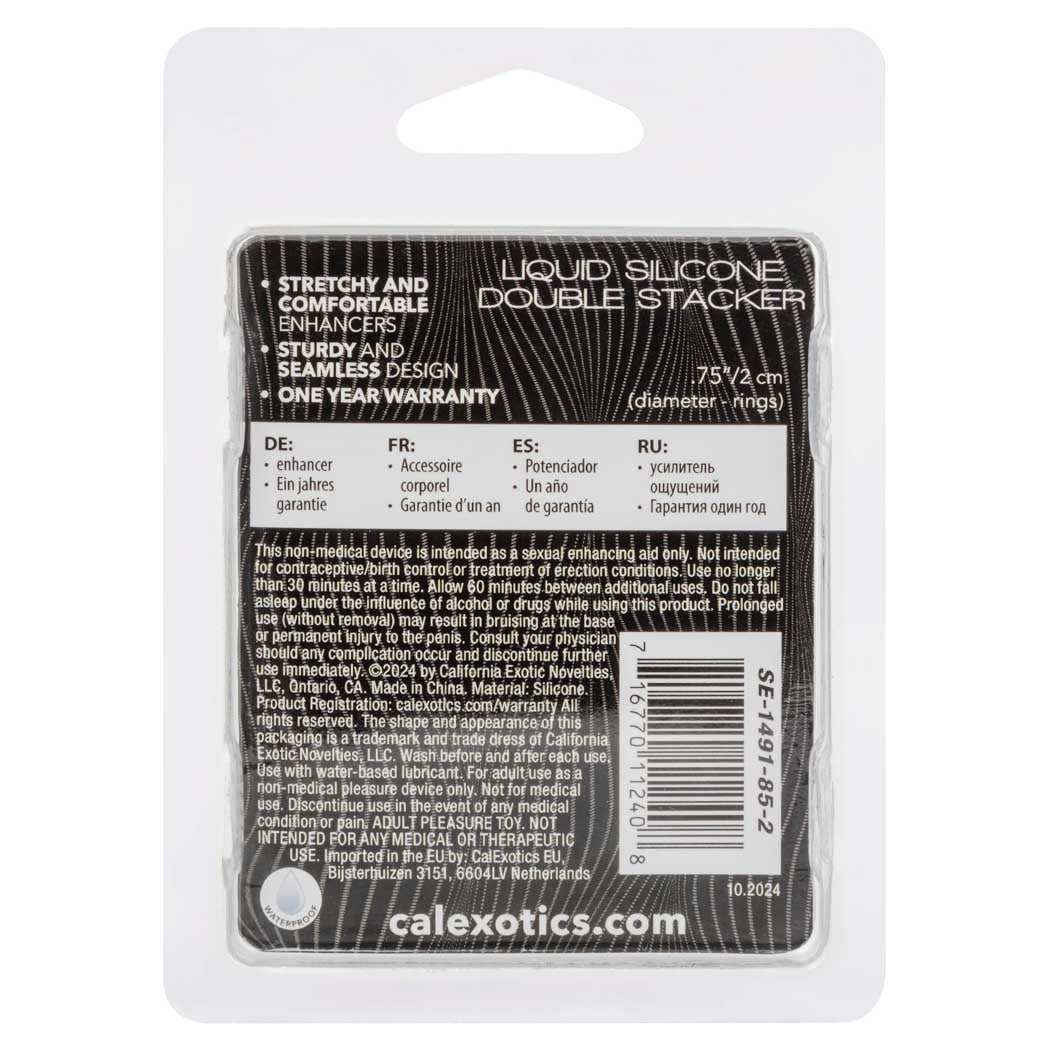 LIQUID SILICONE
DOUBLE STACKER
• STRETCHY AND
COMFORTABLE
ENHANCERS
• STURDY AND
SEAMLESS DESIGN
• ONE YEAR WARRANTY
.75"/2 cm
(diameter - rings)
DE:
• enhancer
• Ein jahres
garantie
FR:
• Accessoire
corporel
• Garantie d'un an
ES:
• Potenciador
• Un año
de garantía
RU:
• усилитель
ощущений
• Гарантия один год
This non-medical device is intended as a sexual enhancing aid only. Not intended
for contraceptive/birth control or treatment of erection conditions. Use no longer
than 30 minutes at a time. Allow 60 minutes between additional uses. Do not fall
asleep under the influence of alcohol or drugs while using this product. Prolonged
use (without removal) may result in bruising at the base
or permanent injury to the penis. Consult your physician
should any complication occur and discontinue further
use immediately. ©2024 by California Exotic Novelties,
LLC, Ontario, CA. Made in China. Material: Silicone.
Product Registration: calexotics.com/warranty All
rights reserved. The shape and appearance of this
packaging is a trademark and trade dress of California
Exotic Novelties, LLC. Wash before and after each use.
Use with water-based lubricant. For adult use as a
non-medical pleasure device only. Not for medical
use. Discontinue use in the event of any medical
condition or pain. ADULT PLEASURE TOY. NOT
INTENDED FOR ANY MEDICAL OR THERAPEUTIC
USE. Imported in the EU by: CalExotics EU,
Bijsterhuizen 3151, 6604LV Netherlands
7 16770 11240 8
SE-1491-85-2
10.2024
WATERPROOF
calexotics.com